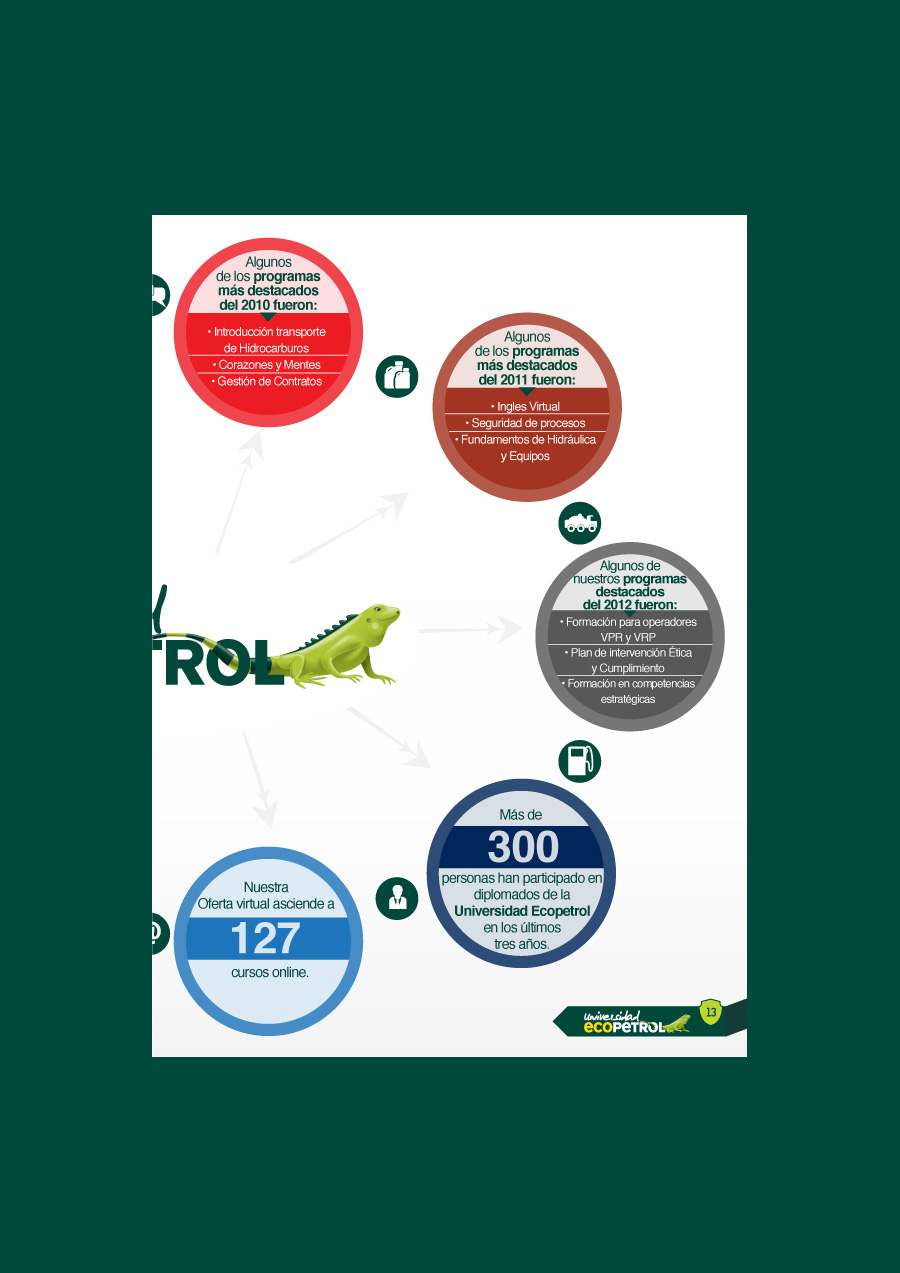 Algunos
de los programas
más destacados
del 2010 fueron:
• Introducción transporte
de Hidrocarburos
• Corazones y Mentes
• Gestión de Contratos
Algunos
de los programas
más destacados
del 2011 fueron:
• Ingles Virtual
• Seguridad de procesos
• Fundamentos de Hidráulica
y Equipos
Algunos de
nuestros programas
destacados
del 2012 fueron:
• Formación para operadores
VPR y VRP
• Plan de intervención Ética
y Cumplimiento
• Formación en competencias
estratégicas
TROL
Más de
300
personas han participado en
diplomados de la
Universidad Ecopetrol
en los últimos
tres años.
Nuestra
Oferta virtual asciende a
127
cursos online.
@
universidad
ECOPETROL
13